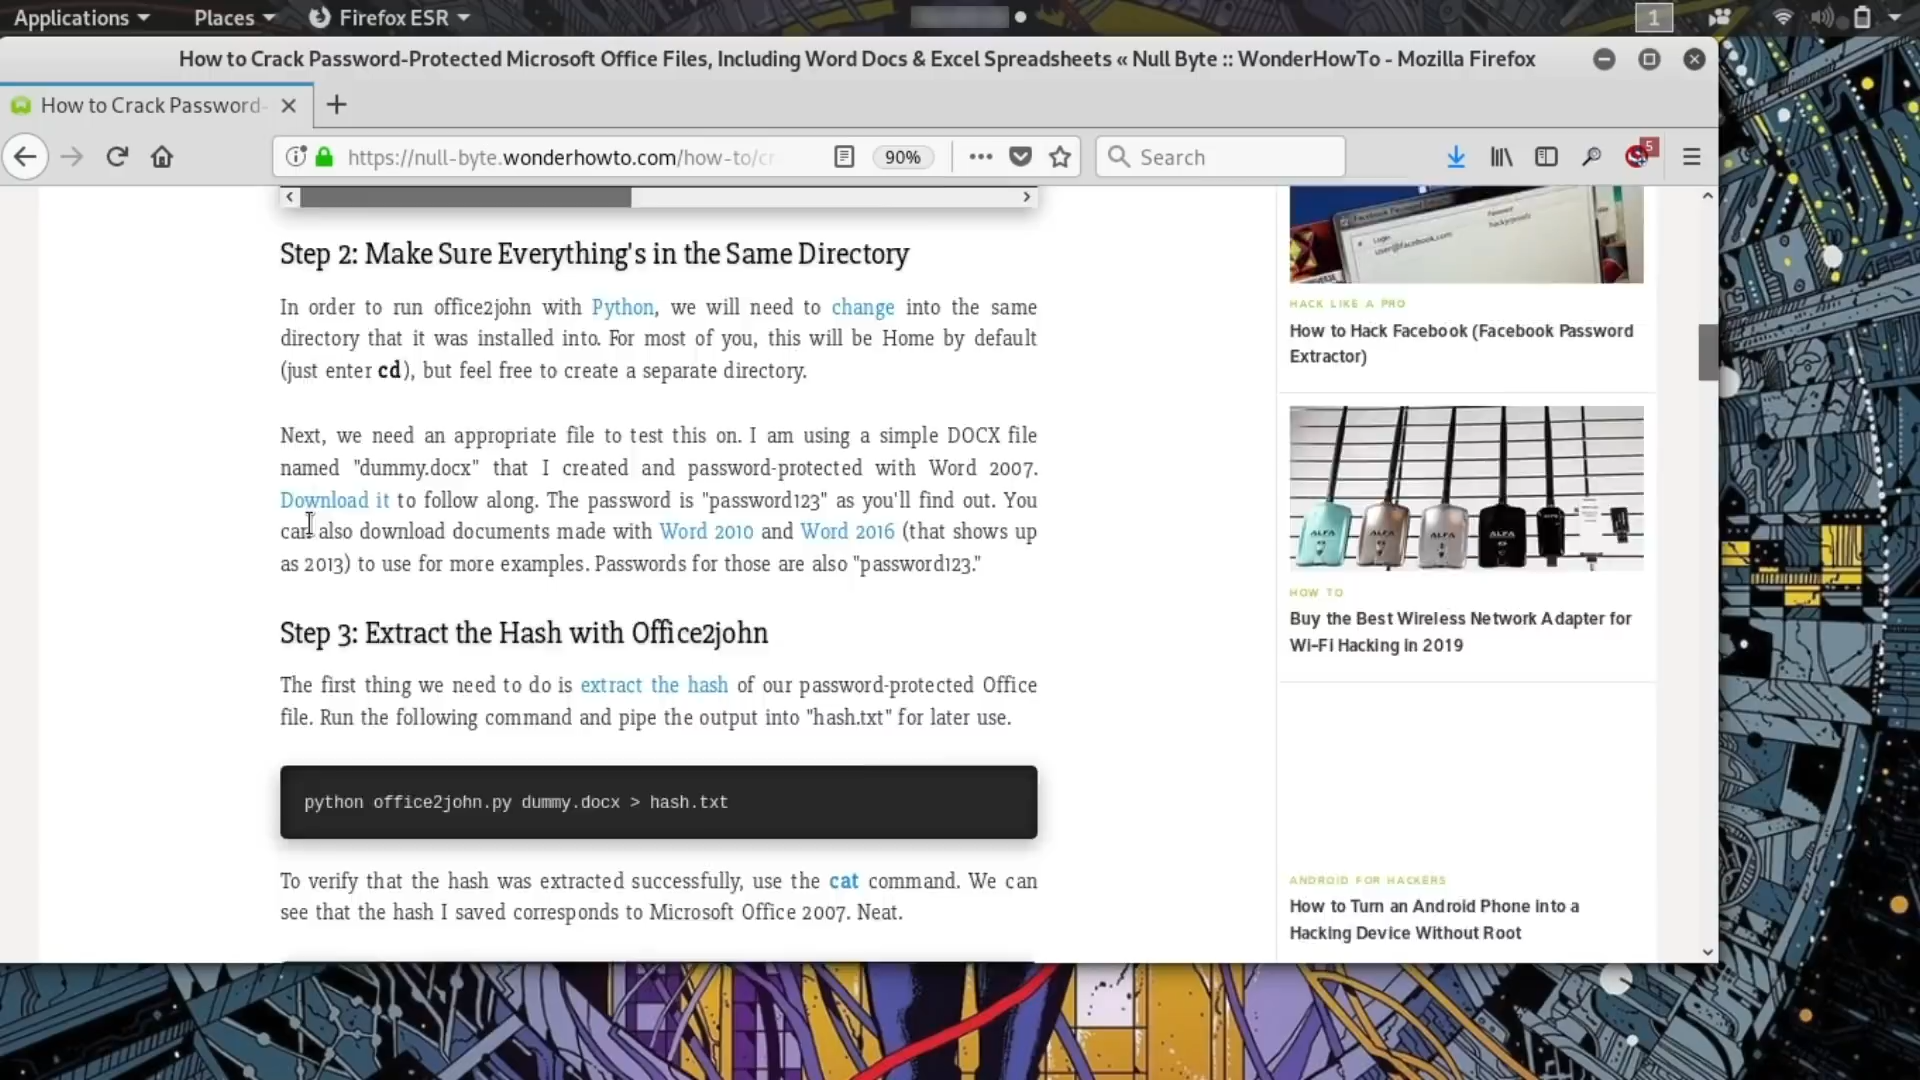 Applications Places Firefox ESR 1
How to Crack Password-Protected Microsoft Office Files, Including Word Docs & Excel Spreadsheets « Null Byte :: WonderHowTo - Mozilla Firefox
How to Crack Password-
https://null-byte.wonderhowto.com/how-to/cr 90% Search 5
Step 2: Make Sure Everything's in the Same Directory
In order to run office2john with Python, we will need to change into the same
directory that it was installed into. For most of you, this will be Home by default
(just enter cd), but feel free to create a separate directory.
Next, we need an appropriate file to test this on. I am using a simple DOCX file
named "dummy.docx" that I created and password-protected with Word 2007.
Download it to follow along. The password is "password123" as you'll find out. You
can also download documents made with Word 2010 and Word 2016 (that shows up
as 2013) to use for more examples. Passwords for those are also "password123."
Step 3: Extract the Hash with Office2john
The first thing we need to do is extract the hash of our password-protected Office
file. Run the following command and pipe the output into "hash.txt" for later use.
python office2john.py dummy.docx > hash.txt
To verify that the hash was extracted successfully, use the cat command. We can
see that the hash I saved corresponds to Microsoft Office 2007. Neat.
Login
user@facebook.com
Password
HACK LIKE A PRO
How to Hack Facebook (Facebook Password
Extractor)
ALFA ALFA ALFA ALFA
HOW TO
Buy the Best Wireless Network Adapter for
Wi-Fi Hacking in 2019
ANDROID FOR HACKERS
How to Turn an Android Phone into a
Hacking Device Without Root